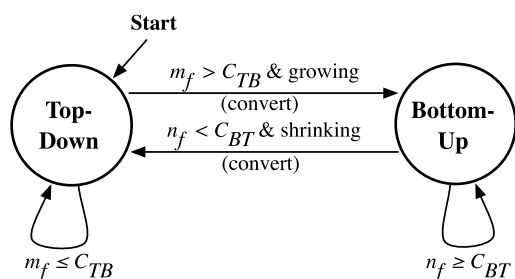 Start
m_f > C_TB & growing
(convert)
Top-
Down
Bottom-
Up
n_f < C_BT & shrinking
(convert)
m_f ≤ C_TB
n_f ≥ C_BT